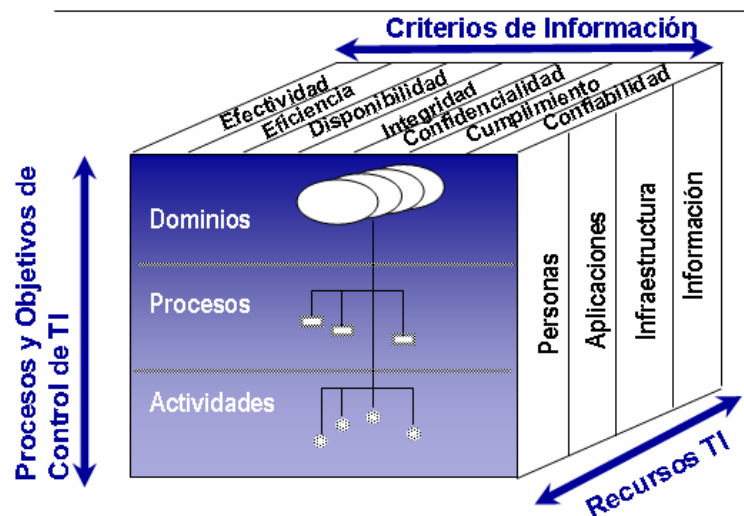 Criterios de Información
Efectividad
Eficiencia
Disponibilidad
Integridad
Confidencialidad
Cumplimiento
Confiabilidad
Procesos y Objetivos de
Control de TI
Dominios
Procesos
Actividades
Personas
Aplicaciones
Infraestructura
Información
Recursos TI